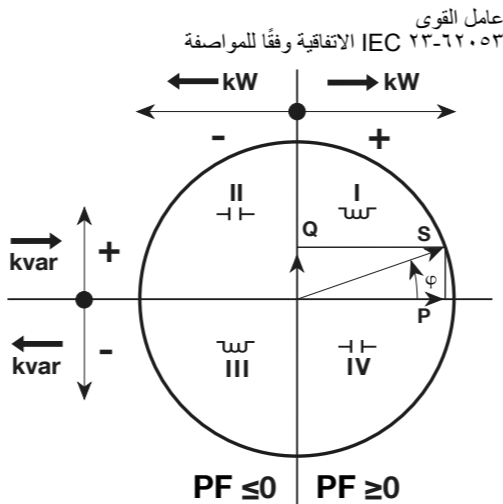 عامل القوى
الاتفاقية وفقًا للمواصفة IEC ٦٢٠٥٣-٢٣
kW kW
- +
II I
Q S
kvar +
φ
P
- kvar
III IV
PF ≤0 PF ≥0